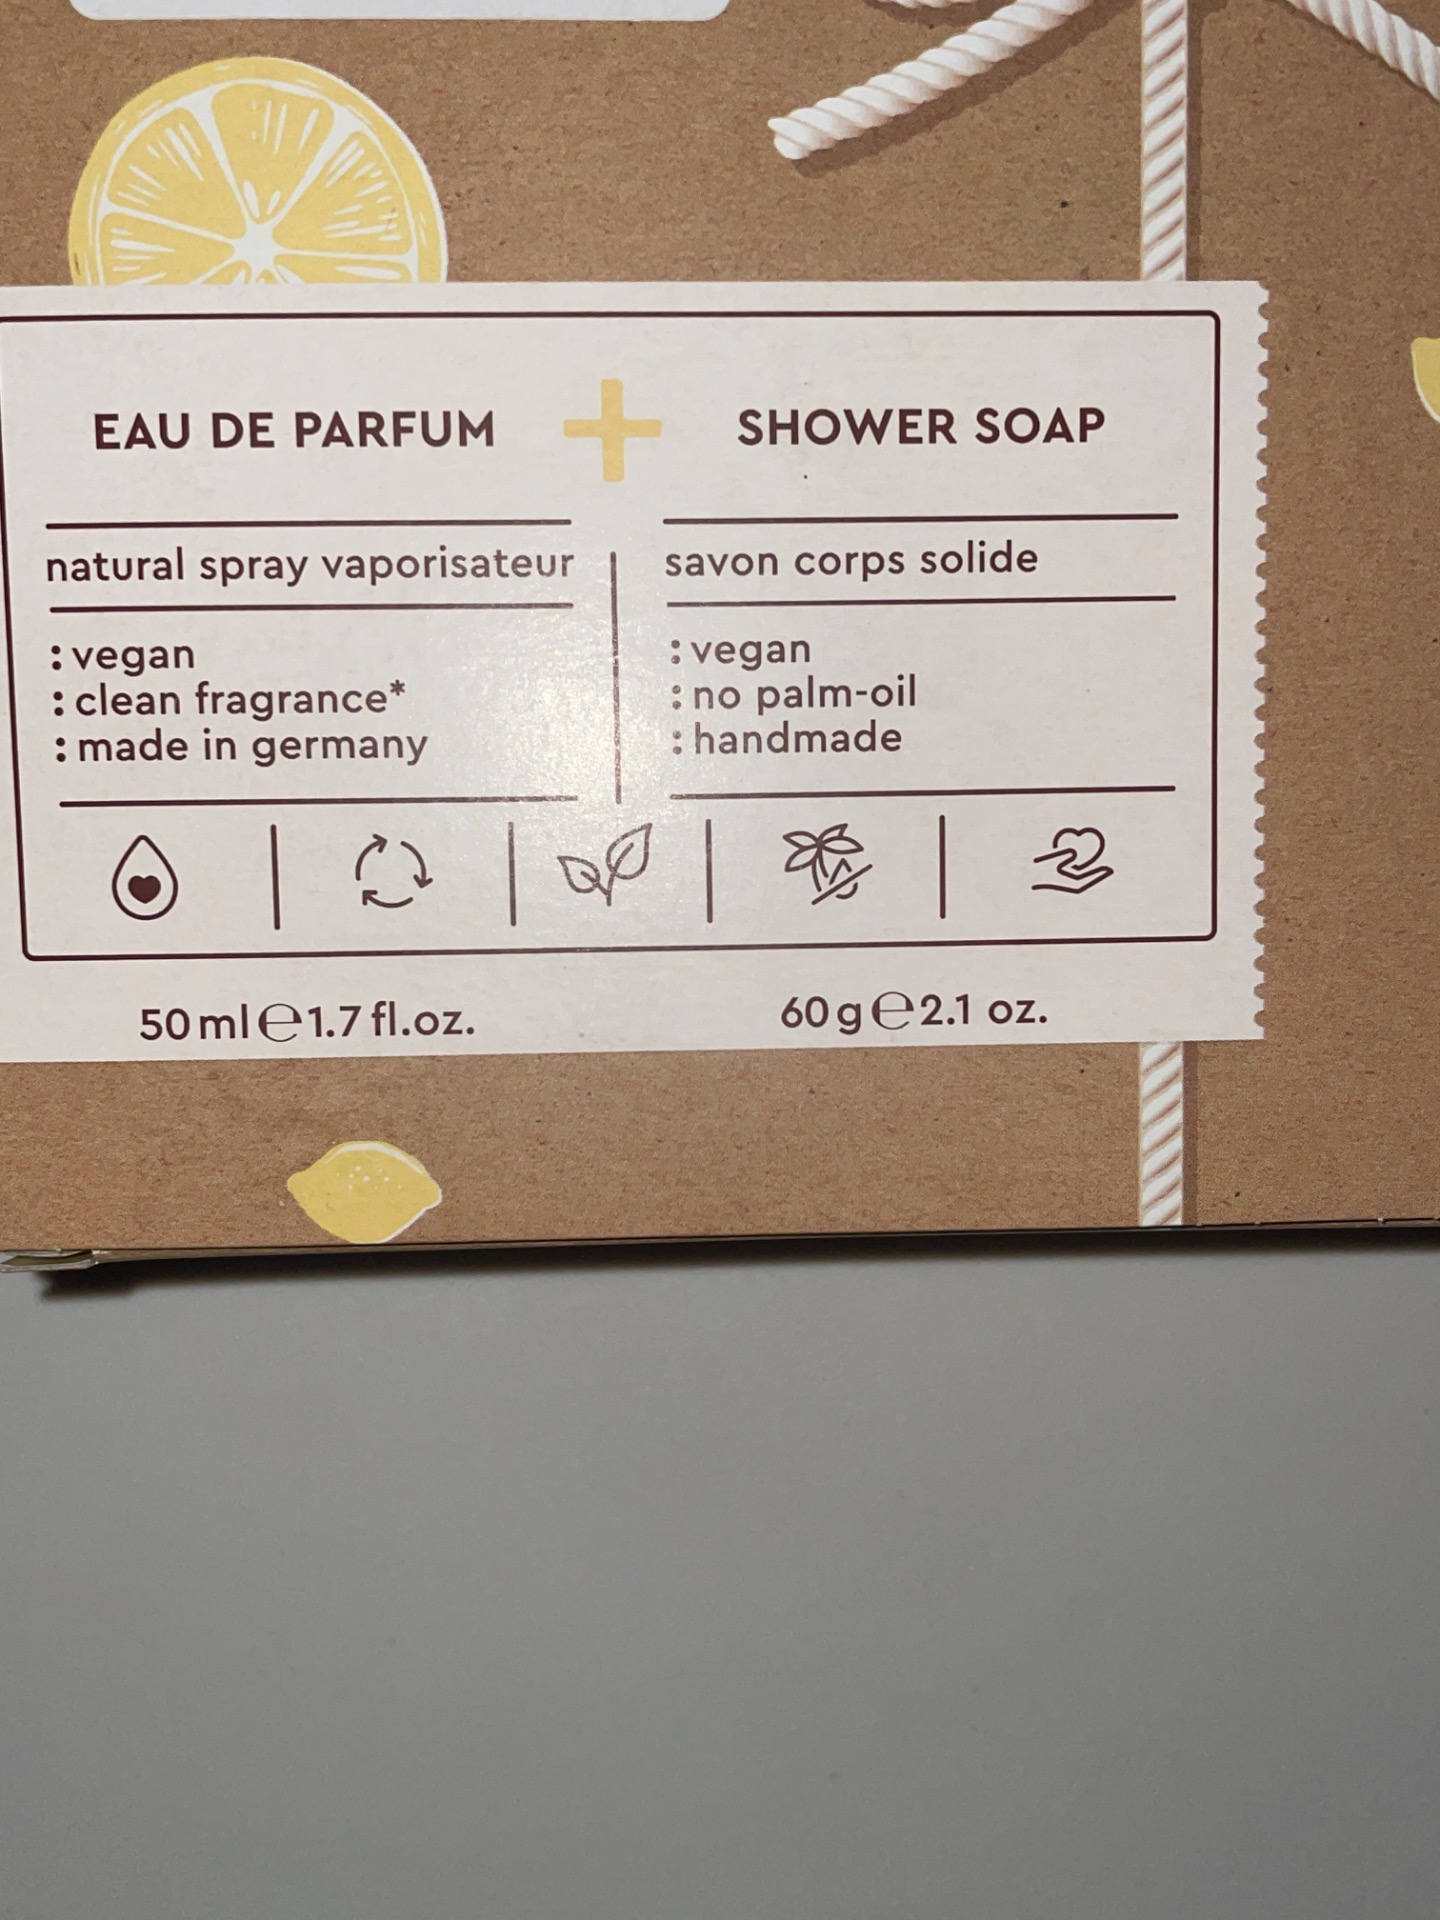 EAU DE PARFUM + SHOWER SOAP
natural spray vaporisateur
: vegan
: clean fragrance*
: made in germany
savon corps solide
: vegan
: no palm-oil
: handmade
50 ml ℮ 1.7 fl.oz.
60 g ℮ 2.1 oz.